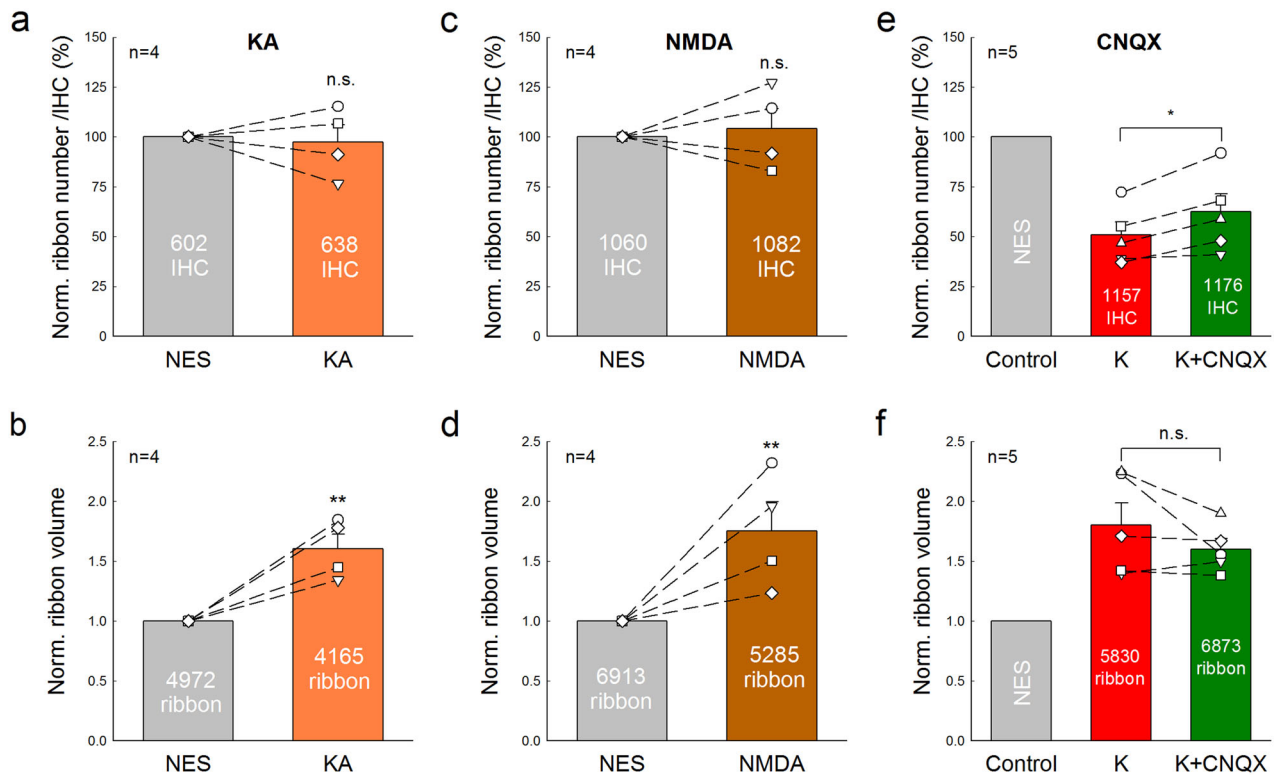 a
KA
n=4
n.s.
Norm. ribbon number /IHC (%)
150
125
100
75
50
25
0
602
IHC
638
IHC
NES
KA
c
NMDA
n=4
n.s.
Norm. ribbon number /IHC (%)
150
125
100
75
50
25
0
1060
IHC
1082
IHC
NES
NMDA
e
CNQX
n=5
*
Norm. ribbon number /IHC (%)
150
125
100
75
50
25
0
NES
1157
IHC
1176
IHC
Control
K
K+CNQX
b
n=4
**
Norm. ribbon volume
2.5
2.0
1.5
1.0
0.5
0.0
4972
ribbon
4165
ribbon
NES
KA
d
n=4
**
Norm. ribbon volume
2.5
2.0
1.5
1.0
0.5
0.0
6913
ribbon
5285
ribbon
NES
NMDA
f
n=5
n.s.
Norm. ribbon volume
2.5
2.0
1.5
1.0
0.5
0.0
NES
5830
ribbon
6873
ribbon
Control
K
K+CNQX